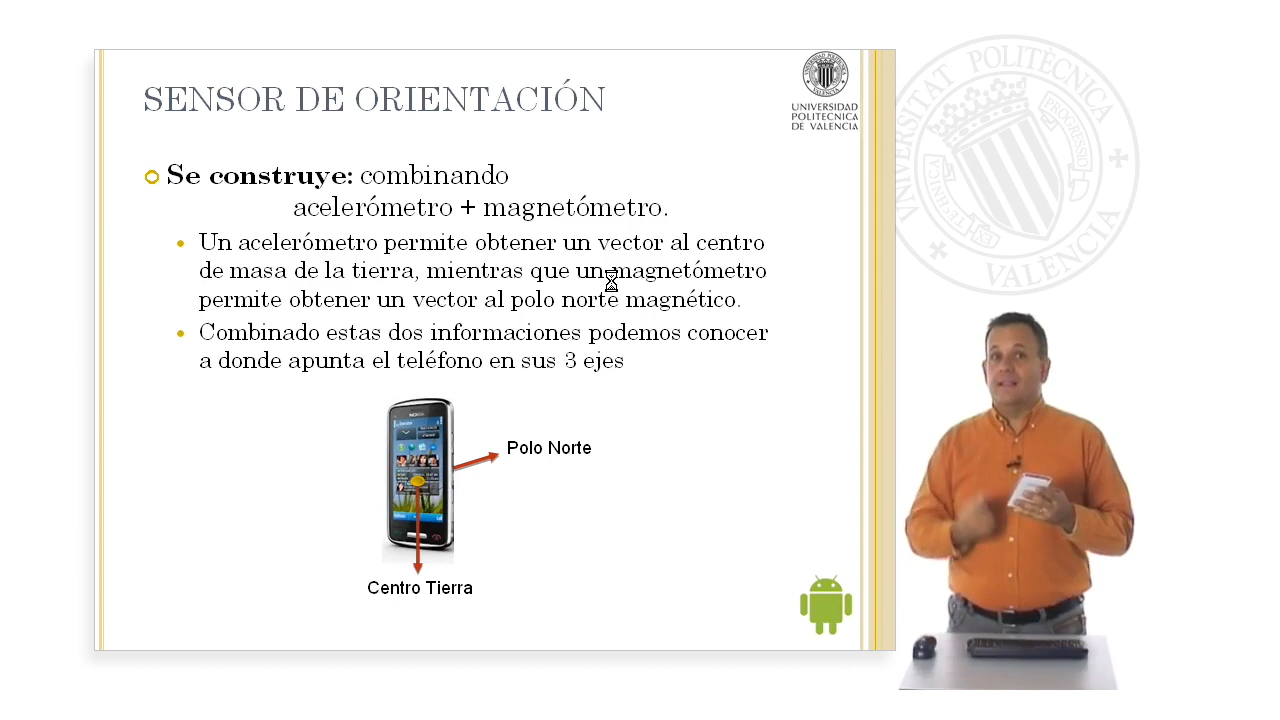 SENSOR DE ORIENTACIÓN
UNIVERSIDAD
POLITECNICA
DE VALENCIA
UNIVERSITAT POLITÈCNICA
VALÈNCIA
PROGRESSIO
Se construye: combinando
acelerómetro + magnetómetro.
Un acelerómetro permite obtener un vector al centro
de masa de la tierra, mientras que un magnetómetro
permite obtener un vector al polo norte magnético.
Combinado estas dos informaciones podemos conocer
a donde apunta el teléfono en sus 3 ejes
NOKIA
Polo Norte
Centro Tierra